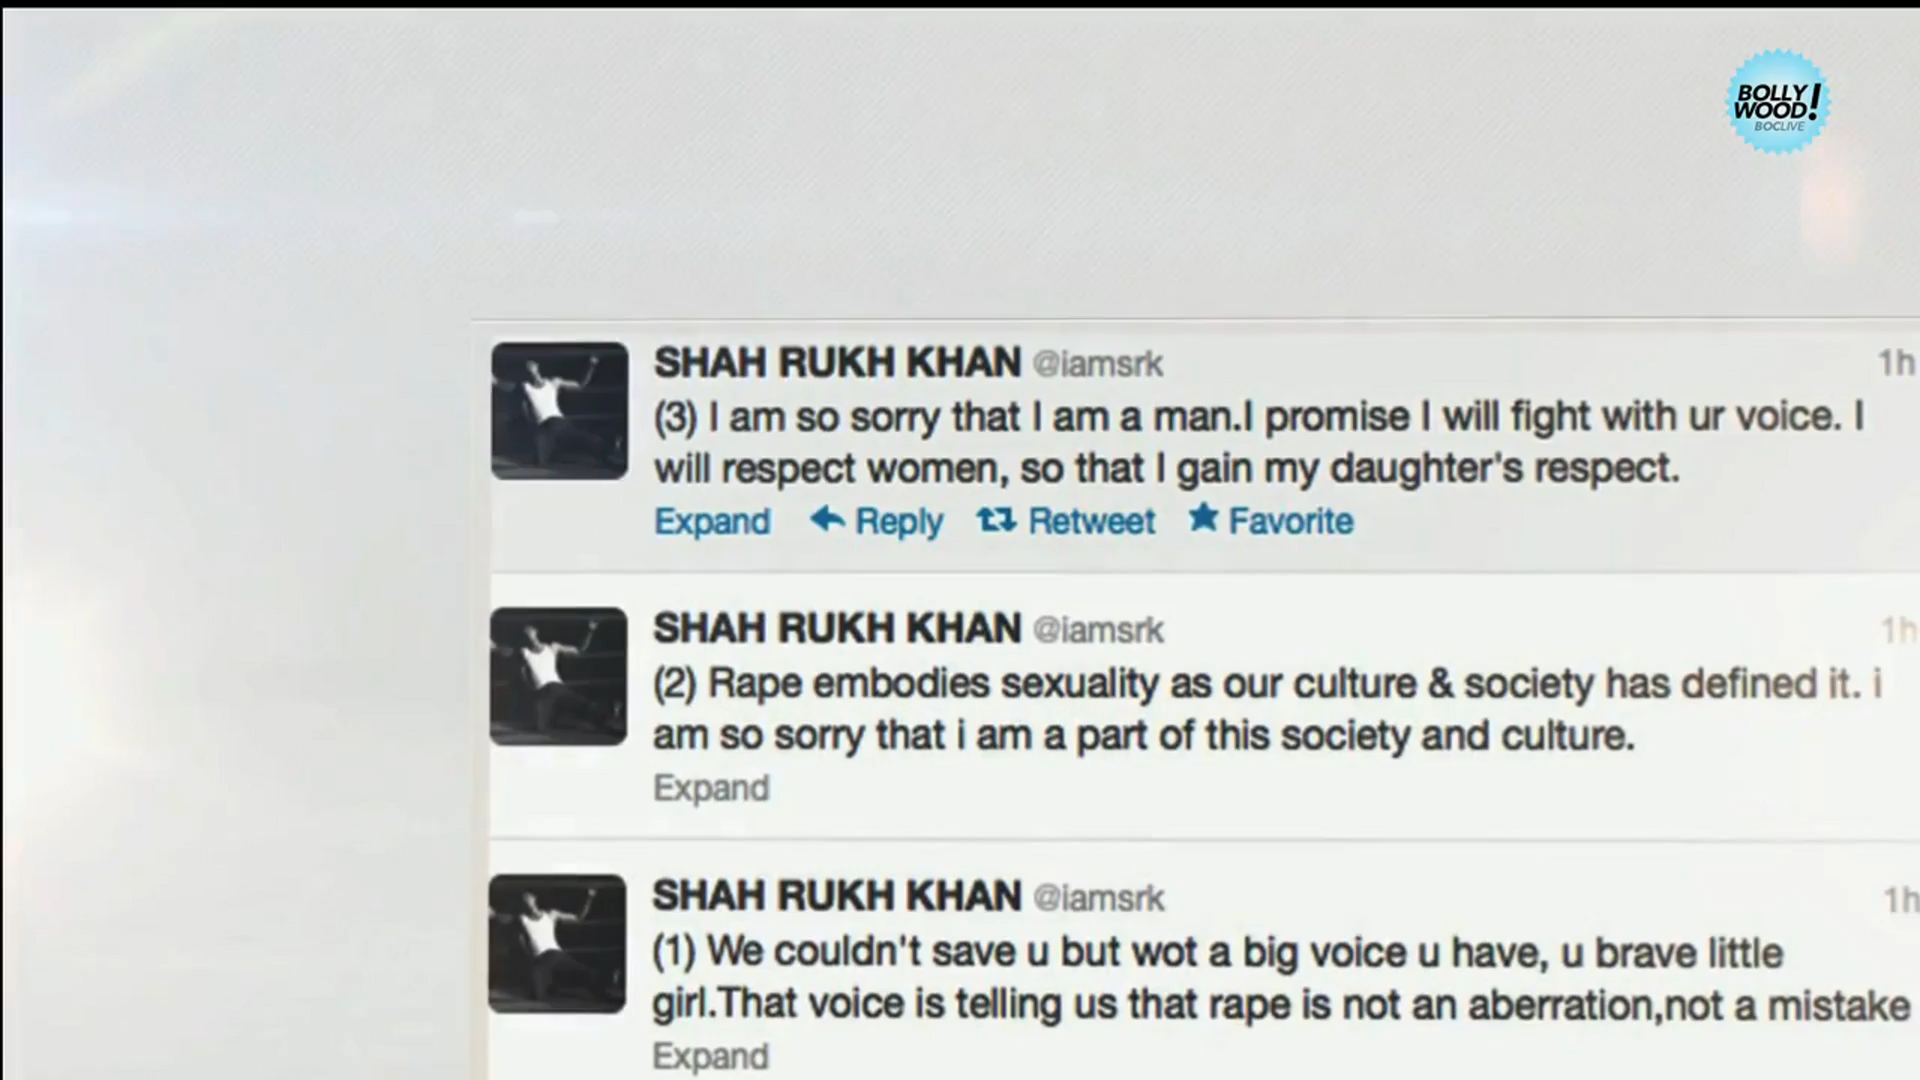 BOLLY
WOOD!
BOCLIVE
SHAH RUKH KHAN @iamsrk 1h
(3) I am so sorry that I am a man.I promise I will fight with ur voice. I
will respect women, so that I gain my daughter's respect.
Expand Reply Retweet Favorite
SHAH RUKH KHAN @iamsrk 1h
(2) Rape embodies sexuality as our culture & society has defined it. i
am so sorry that i am a part of this society and culture.
Expand
SHAH RUKH KHAN @iamsrk 1h
(1) We couldn't save u but wot a big voice u have, u brave little
girl.That voice is telling us that rape is not an aberration,not a mistake
Expand